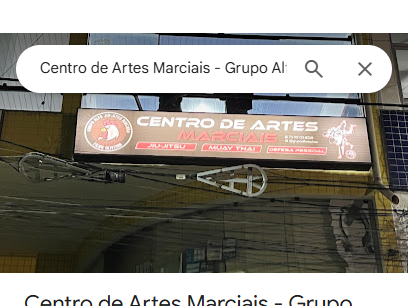 Centro de Artes Marciais - Grupo Alf
CENTRO DE ARTES
MARCIAIS
JIU-JITSU MUAY THAI DEFESA PESSOAL
Centro de Artes Marciais - Grupo